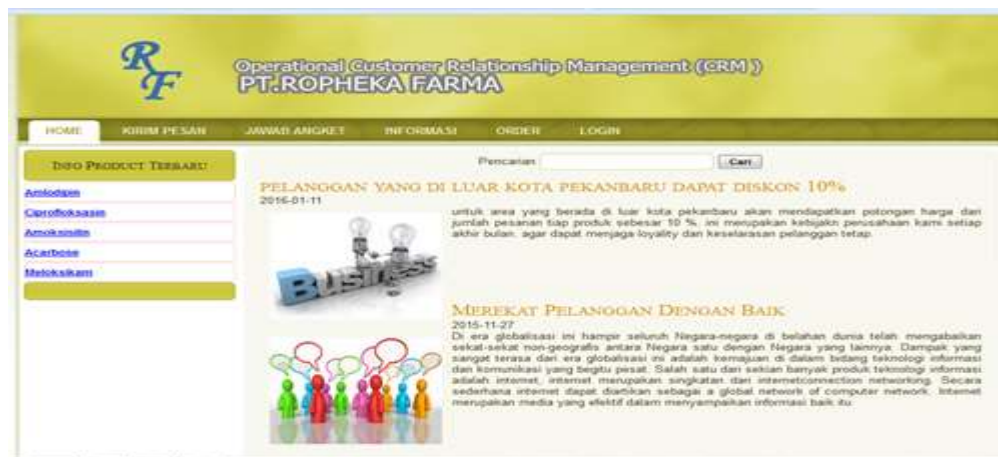 RF
Operational Customer Relationship Management (CRM )
PT.ROPHEKA FARMA
HOME KIRIM PESAN JAWAB ANGKET INFORMASI ORDER LOGIN
INFO PRODUCT TERBARU
Amlodipin
Ciprofloksasin
Amoksisilin
Acarbose
Meloksikam
Pencarian Cari
PELANGGAN YANG DI LUAR KOTA PEKANBARU DAPAT DISKON 10%
2016-01-11
untuk area yang berada di luar kota pekanbaru akan mendapatkan potongan harga dari
jumlah pesanan tiap produk sebesar 10 %. ini merupakan kebijakn perusahaan kami setiap
akhir bulan. agar dapat menjaga loyality dan keselarasan pelanggan tetap.
BUSINESS
MEREKAT PELANGGAN DENGAN BAIK
2015-11-27
Di era globalisasi ini hampir seluruh Negara-negara di belahan dunia telah mengabaikan
sekat-sekat non-geografis antara Negara satu dengan Negara yang lainnya. Dampak yang
sangat terasa dari era globalisasi ini adalah kemajuan di dalam bidang teknologi informasi
dan komunikasi yang begitu pesat. Salah satu dari sekian banyak produk teknologi informasi
adalah internet, internet merupakan singkatan dari internetconnection networking. Secara
sederhana internet dapat diartikan sebagai a global network of computer network. Internet
merupakan media yang efektif dalam menyampaikan informasi baik itu